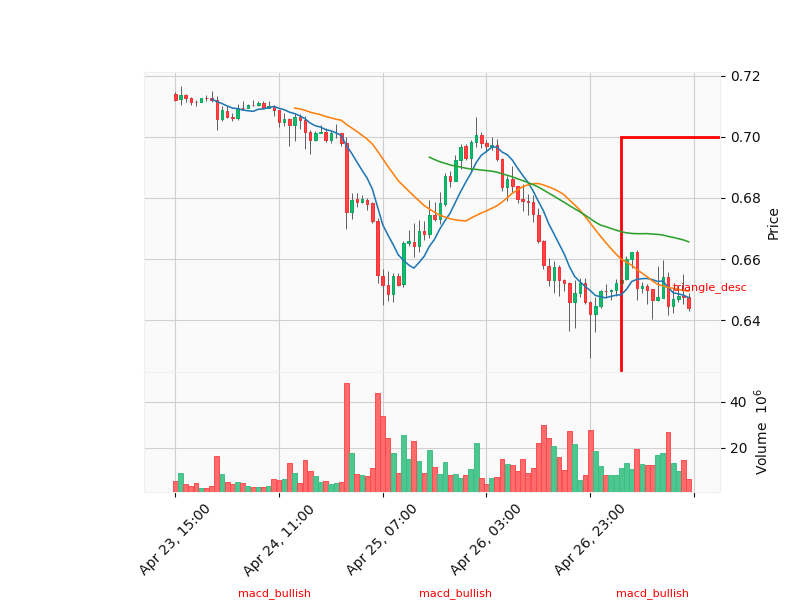 0.72
0.70
0.68
0.66
0.64
Price
triangle_desc
40
20
Volume 10^6
Apr 23, 15:00
Apr 24, 11:00
Apr 25, 07:00
Apr 26, 03:00
Apr 26, 23:00
macd_bullish
macd_bullish
macd_bullish